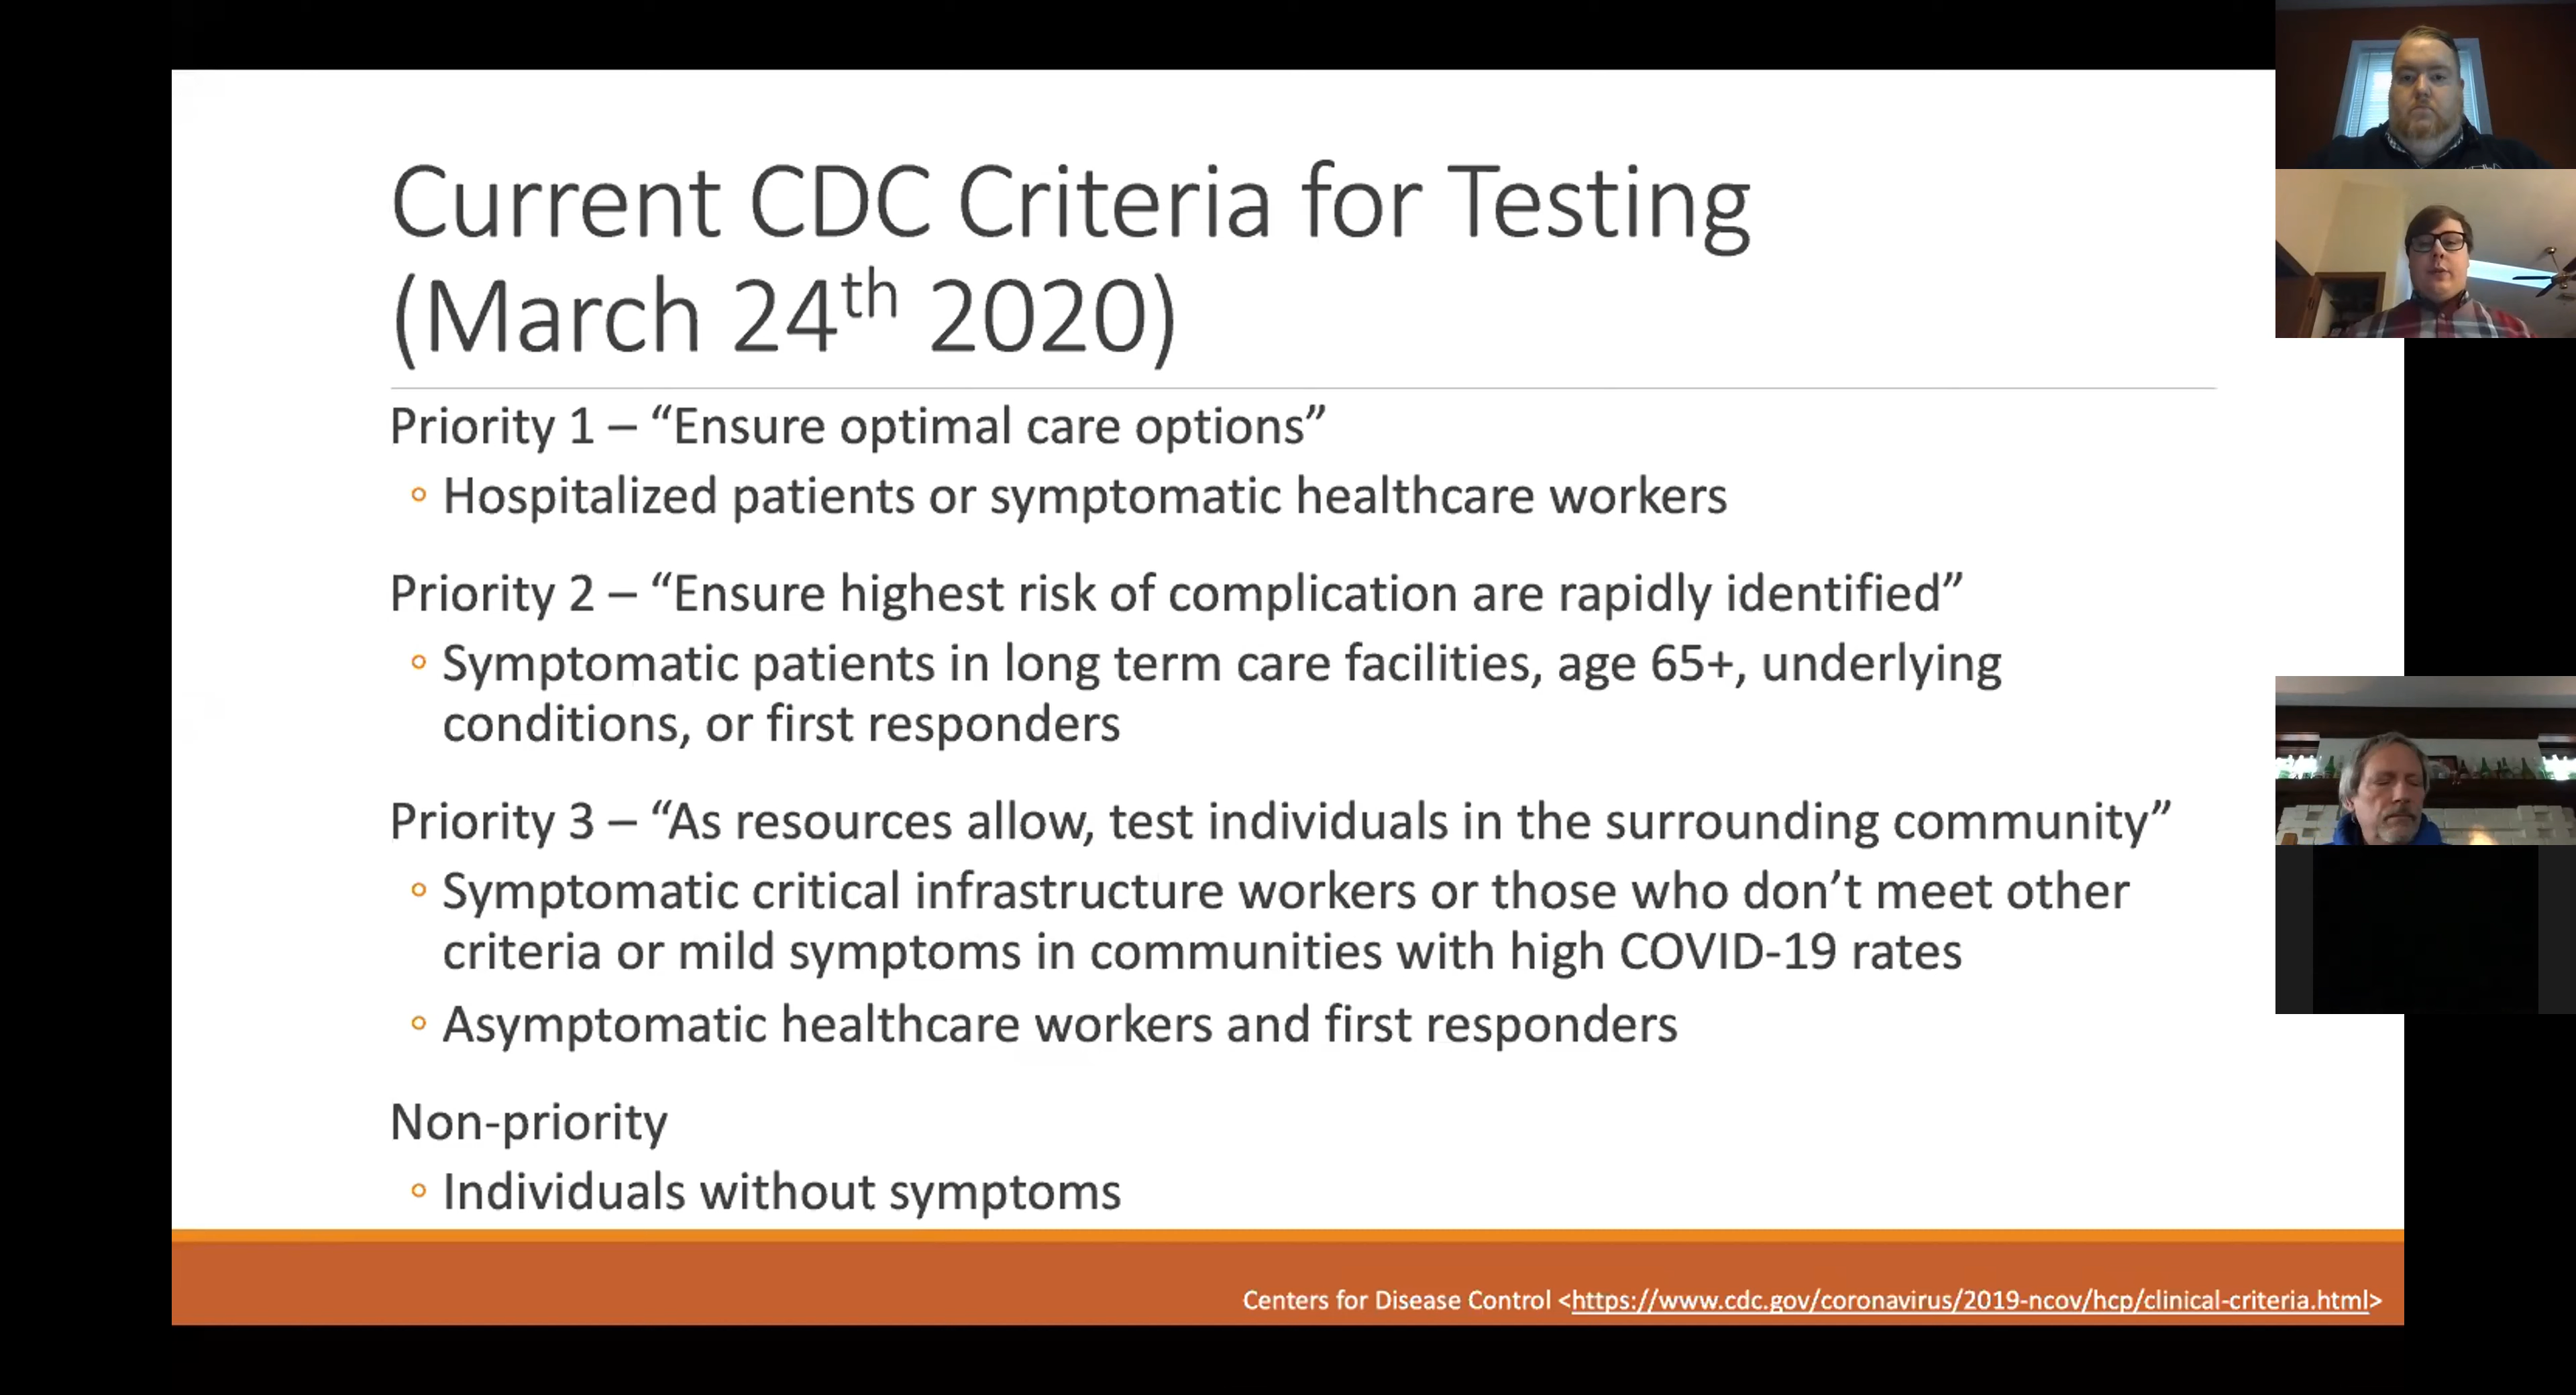 Current CDC Criteria for Testing
(March 24th 2020)
Priority 1 – “Ensure optimal care options”
◦ Hospitalized patients or symptomatic healthcare workers
Priority 2 – “Ensure highest risk of complication are rapidly identified”
◦ Symptomatic patients in long term care facilities, age 65+, underlying
conditions, or first responders
Priority 3 – “As resources allow, test individuals in the surrounding community”
◦ Symptomatic critical infrastructure workers or those who don’t meet other
criteria or mild symptoms in communities with high COVID-19 rates
◦ Asymptomatic healthcare workers and first responders
Non-priority
◦ Individuals without symptoms
Centers for Disease Control <https://www.cdc.gov/coronavirus/2019-ncov/hcp/clinical-criteria.html>